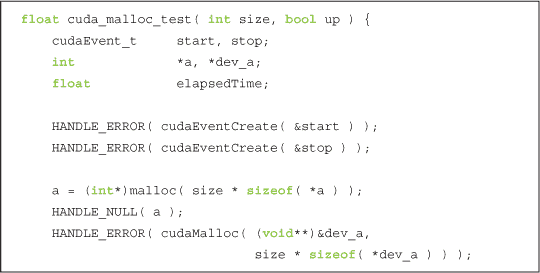 float cuda_malloc_test( int size, bool up ) {
    cudaEvent_t     start, stop;
    int             *a, *dev_a;
    float           elapsedTime;

    HANDLE_ERROR( cudaEventCreate( &start ) );
    HANDLE_ERROR( cudaEventCreate( &stop ) );

    a = (int*)malloc( size * sizeof( *a ) );
    HANDLE_NULL( a );
    HANDLE_ERROR( cudaMalloc( (void**)&dev_a,
                              size * sizeof( *dev_a ) ) );